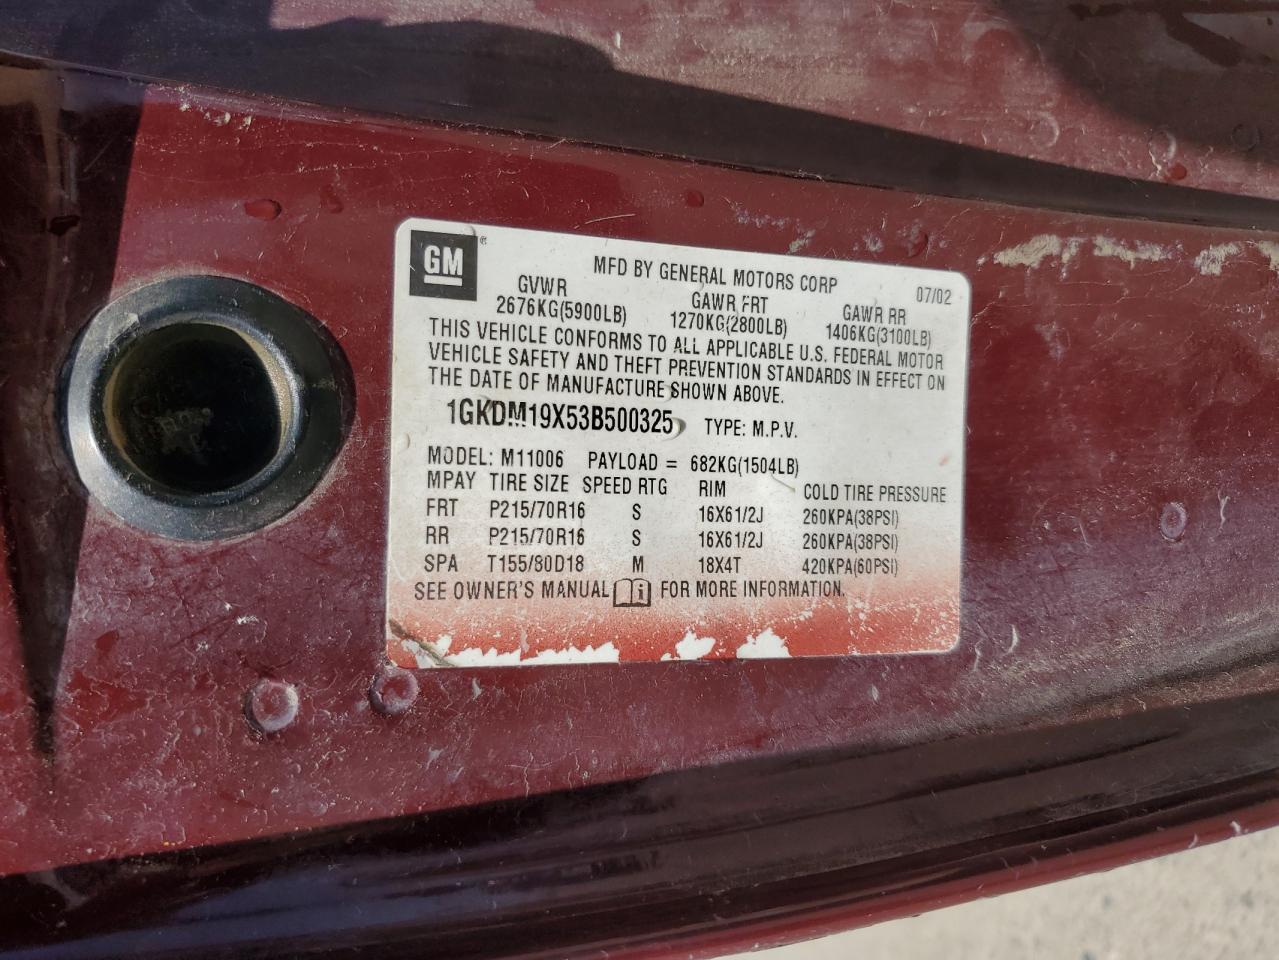 GM ®
MFD BY GENERAL MOTORS CORP 07/02
GVWR GAWR FRT GAWR RR
2676KG(5900LB) 1270KG(2800LB) 1406KG(3100LB)
THIS VEHICLE CONFORMS TO ALL APPLICABLE U.S. FEDERAL MOTOR
VEHICLE SAFETY AND THEFT PREVENTION STANDARDS IN EFFECT ON
THE DATE OF MANUFACTURE SHOWN ABOVE.
1GKDM19X53B500325 TYPE: M.P.V.
MODEL: M11006 PAYLOAD = 682KG(1504LB)
MPAY TIRE SIZE SPEED RTG RIM COLD TIRE PRESSURE
FRT P215/70R16 S 16X61/2J 260KPA(38PSI)
RR P215/70R16 S 16X61/2J 260KPA(38PSI)
SPA T155/80D18 M 18X4T 420KPA(60PSI)
SEE OWNER'S MANUAL FOR MORE INFORMATION.